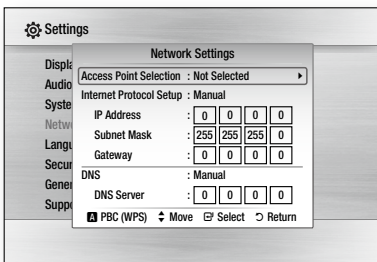 Settings
Network Settings
Access Point Selection : Not Selected
Internet Protocol Setup : Manual
IP Address : 0 0 0 0
Subnet Mask : 255 255 255 0
Gateway : 0 0 0 0
DNS : Manual
DNS Server : 0 0 0 0
A PBC (WPS) Move Select Return
Displa
Audio
Syste
Netw
Langu
Secur
Gener
Suppo